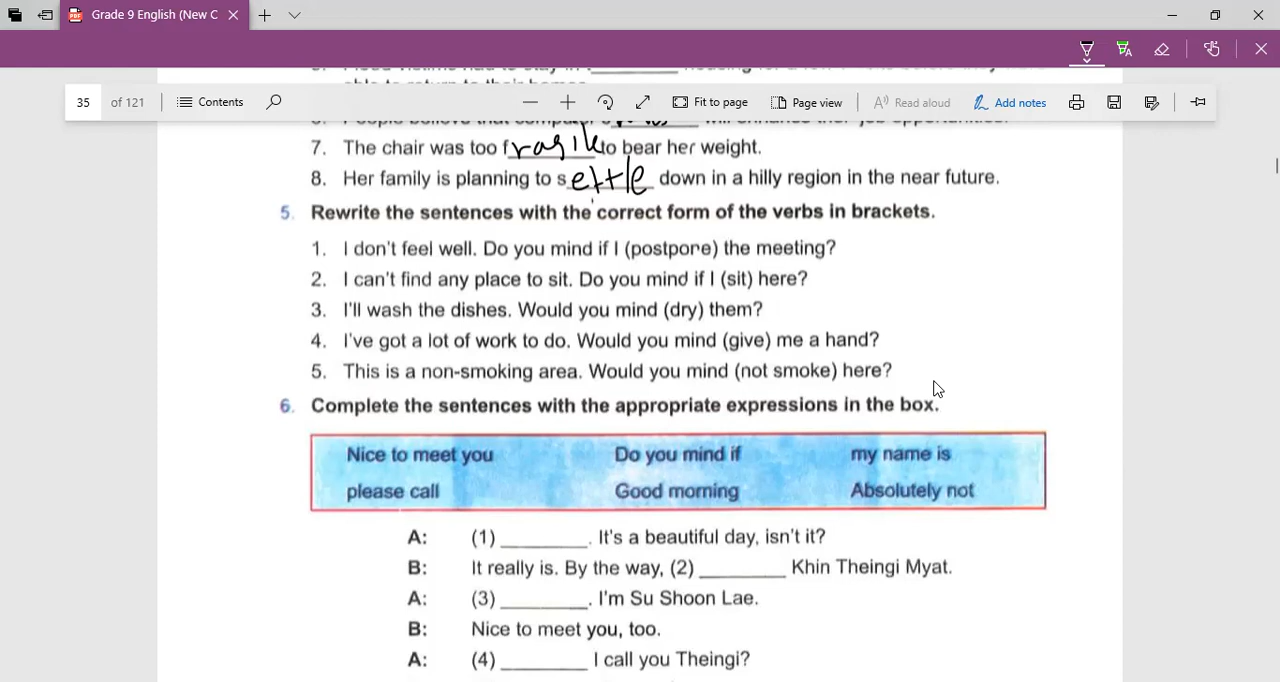 Grade 9 English (New C
35 of 121 Contents Fit to page Page view Read aloud Add notes
7. The chair was too fragile to bear her weight.
8. Her family is planning to settle down in a hilly region in the near future.
5. Rewrite the sentences with the correct form of the verbs in brackets.
1. I don't feel well. Do you mind if I (postpone) the meeting?
2. I can't find any place to sit. Do you mind if I (sit) here?
3. I'll wash the dishes. Would you mind (dry) them?
4. I've got a lot of work to do. Would you mind (give) me a hand?
5. This is a non-smoking area. Would you mind (not smoke) here?
6. Complete the sentences with the appropriate expressions in the box.
Nice to meet you Do you mind if my name is
please call Good morning Absolutely not
A: (1) ________. It's a beautiful day, isn't it?
B: It really is. By the way, (2) ________ Khin Theingi Myat.
A: (3) ________. I'm Su Shoon Lae.
B: Nice to meet you, too.
A: (4) ________ I call you Theingi?